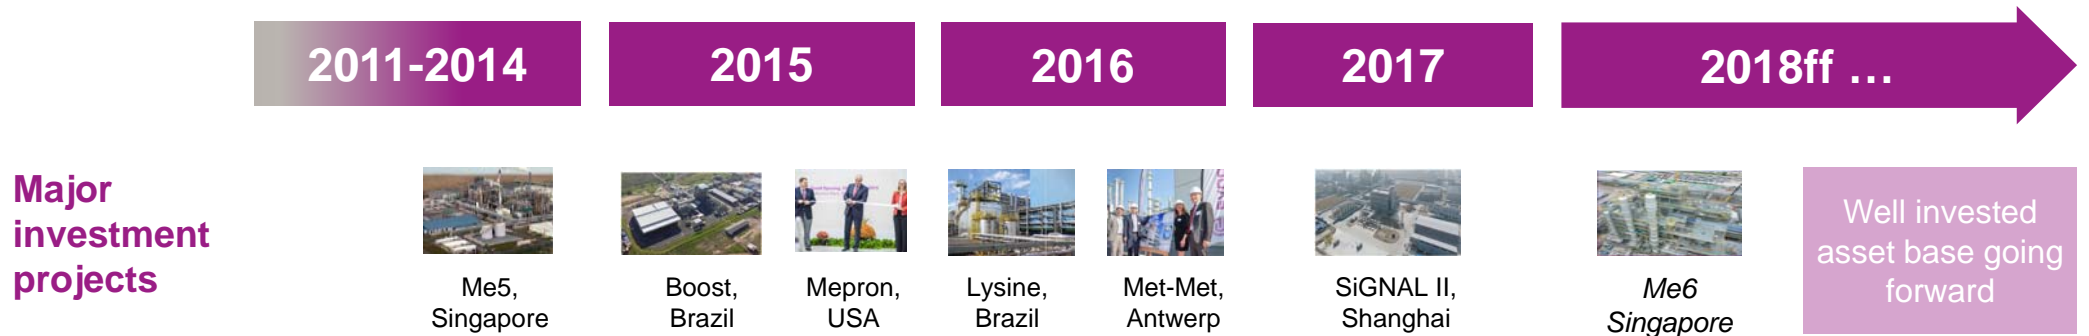 2011-2014
2015
2016
2017
2018ff …
Major
investment
projects
Me5,
Singapore
Boost,
Brazil
Mepron,
USA
Lysine,
Brazil
Met-Met,
Antwerp
SiGNAL II,
Shanghai
Me6
Singapore
Well invested
asset base going
forward